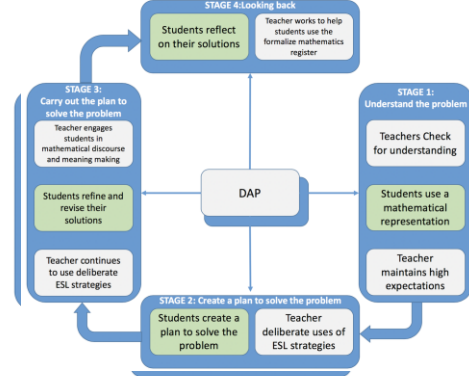 STAGE 4:Looking back
Students reflect
on their solutions
Teacher works to help
students use the
formalize mathematics
register
STAGE 3:
Carry out the plan to
solve the problem
Teacher engages
students in
mathematical discourse
and meaning making
Students refine and
revise their
solutions
Teacher continues
to use deliberate
ESL strategies
DAP
STAGE 1:
Understand the problem
Teachers Check
for understanding
Students use a
mathematical
representation
Teacher
maintains high
expectations
STAGE 2: Create a plan to solve the problem
Students create a
plan to solve the
problem
Teacher
deliberate uses of
ESL strategies